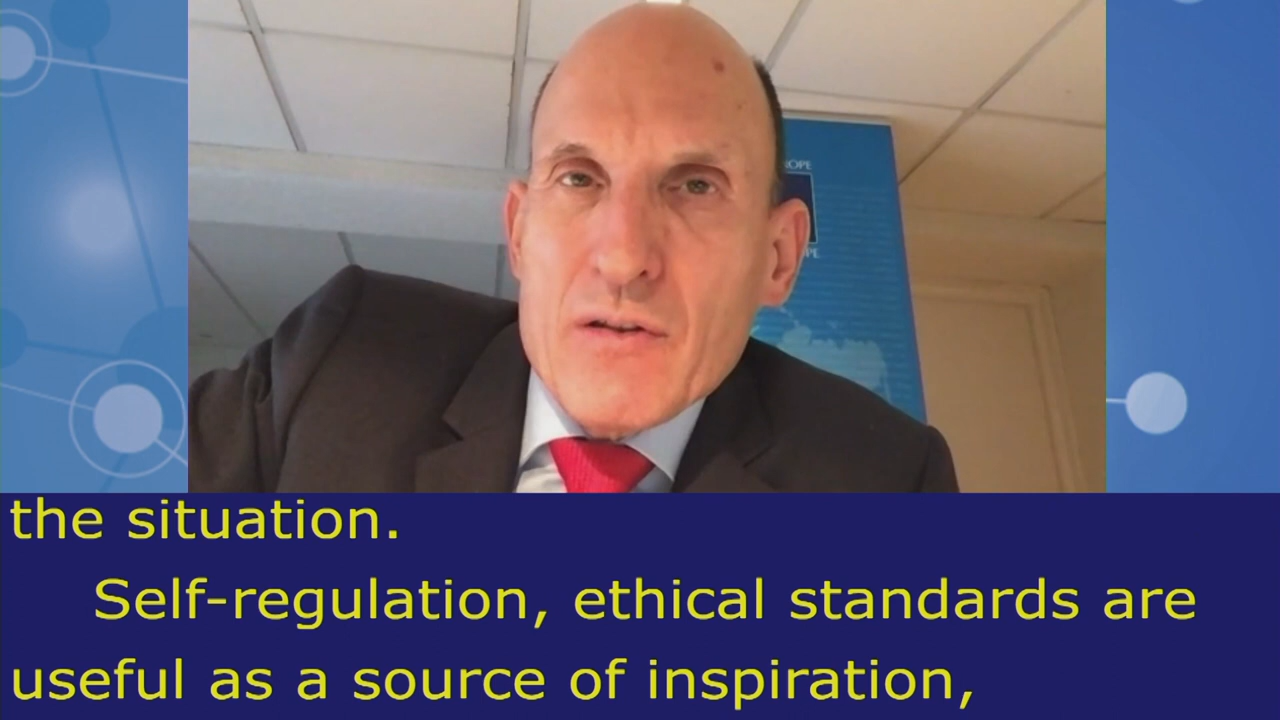 the situation.
Self-regulation, ethical standards are
useful as a source of inspiration,